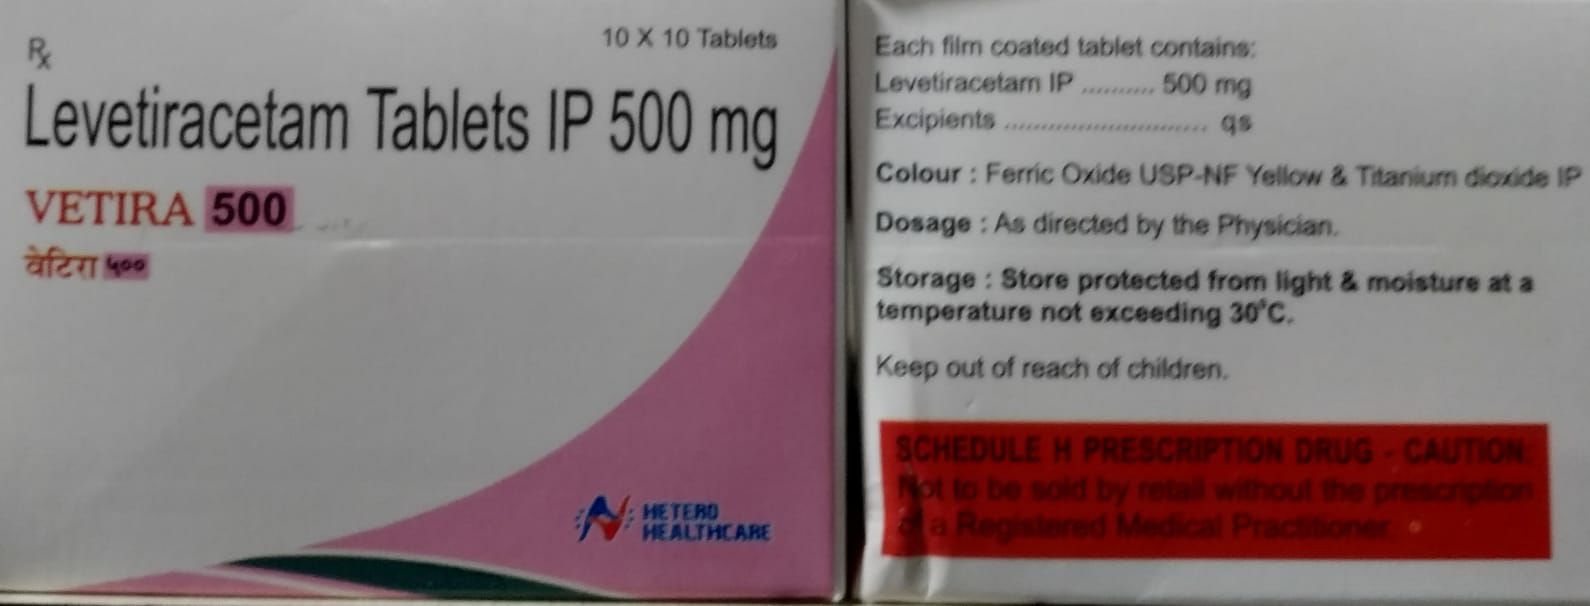 Rx
10 X 10 Tablets
Levetiracetam Tablets IP 500 mg
VETIRA 500
वेटिरा ५००
HETERO
HEALTHCARE
Each film coated tablet contains:
Levetiracetam IP .......... 500 mg
Excipients ............................ qs
Colour : Ferric Oxide USP-NF Yellow & Titanium dioxide IP
Dosage : As directed by the Physician.
Storage : Store protected from light & moisture at a
temperature not exceeding 30°C.
Keep out of reach of children.
SCHEDULE H PRESCRIPTION DRUG - CAUTION:
Not to be sold by retail without the prescription
of a Registered Medical Practitioner.